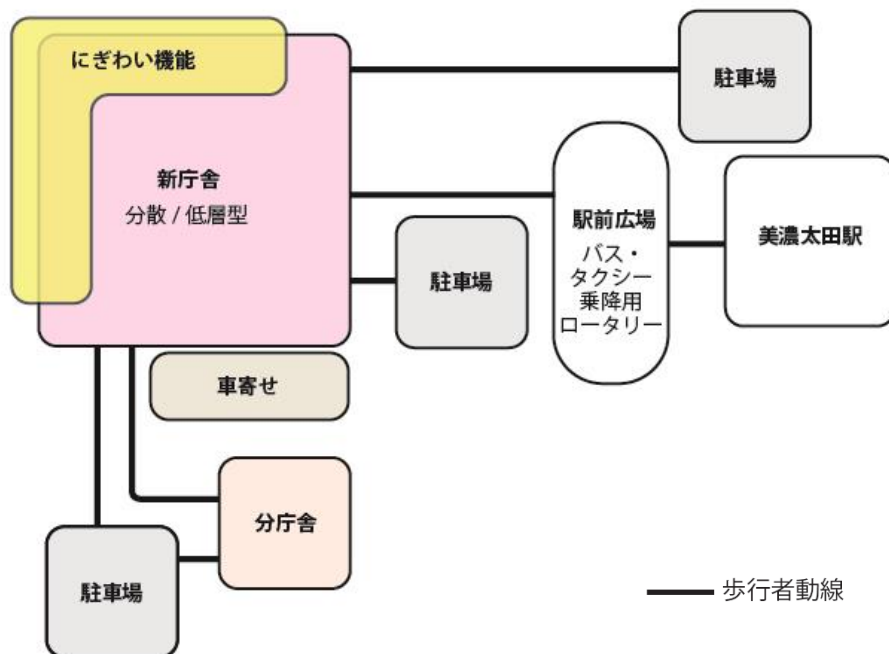 にぎわい機能
駐車場
新庁舎
分散 / 低層型
駅前広場
バス・
タクシー
乗降用
ロータリー
美濃太田駅
駐車場
車寄せ
分庁舎
駐車場
歩行者動線